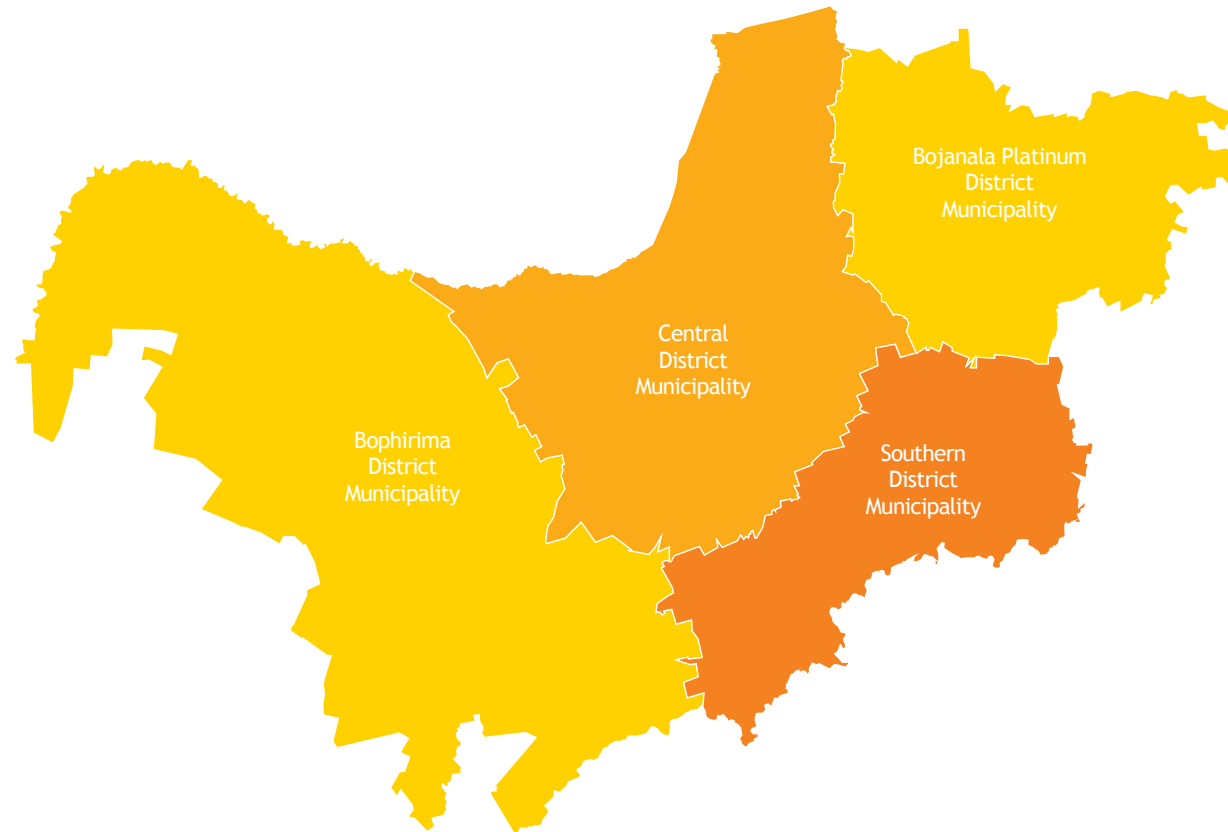 Bojanala Platinum
District
Municipality
Central
District
Municipality
Bophirima
District
Municipality
Southern
District
Municipality